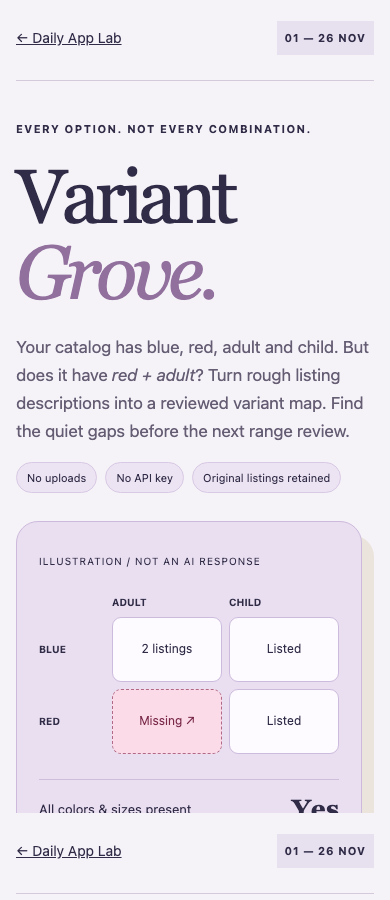 ← Daily App Lab
01 — 26 NOV
EVERY OPTION. NOT EVERY COMBINATION.
Variant
Grove.
Your catalog has blue, red, adult and child. But
does it have red + adult? Turn rough listing
descriptions into a reviewed variant map. Find
the quiet gaps before the next range review.
No uploads
No API key
Original listings retained
ILLUSTRATION / NOT AN AI RESPONSE
ADULT
CHILD
BLUE
2 listings
Listed
RED
Missing ↗
Listed
All colors & sizes present
Yes
← Daily App Lab
01 — 26 NOV